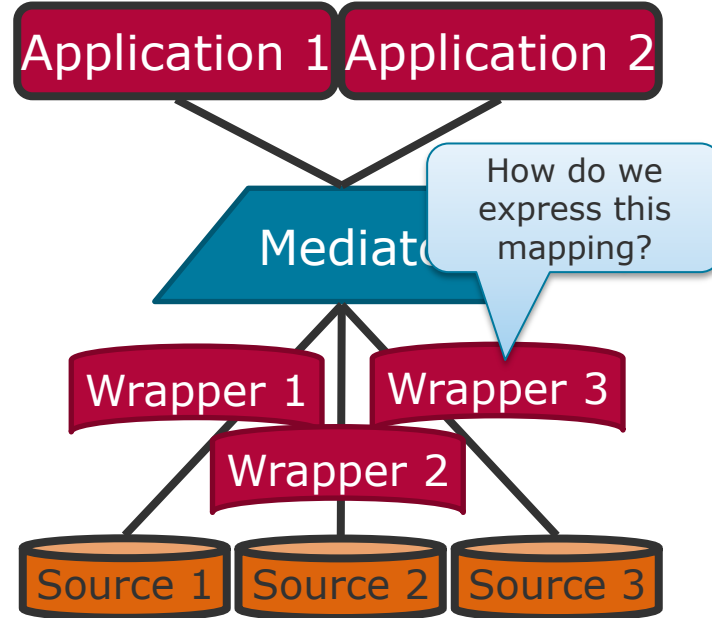 Application 1 Application 2
How do we
express this
mapping?
Mediato
Wrapper 1
Wrapper 3
Wrapper 2
Source 1 Source 2 Source 3